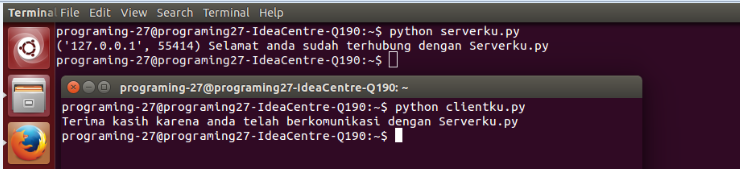 Terminal File Edit View Search Terminal Help
programing-27@programing27-IdeaCentre-Q190:~$ python serverku.py
('127.0.0.1', 55414) Selamat anda sudah terhubung dengan Serverku.py
programing-27@programing27-IdeaCentre-Q190:~$
programing-27@programing27-IdeaCentre-Q190: ~
programing-27@programing27-IdeaCentre-Q190:~$ python clientku.py
Terima kasih karena anda telah berkomunikasi dengan Serverku.py
programing-27@programing27-IdeaCentre-Q190:~$